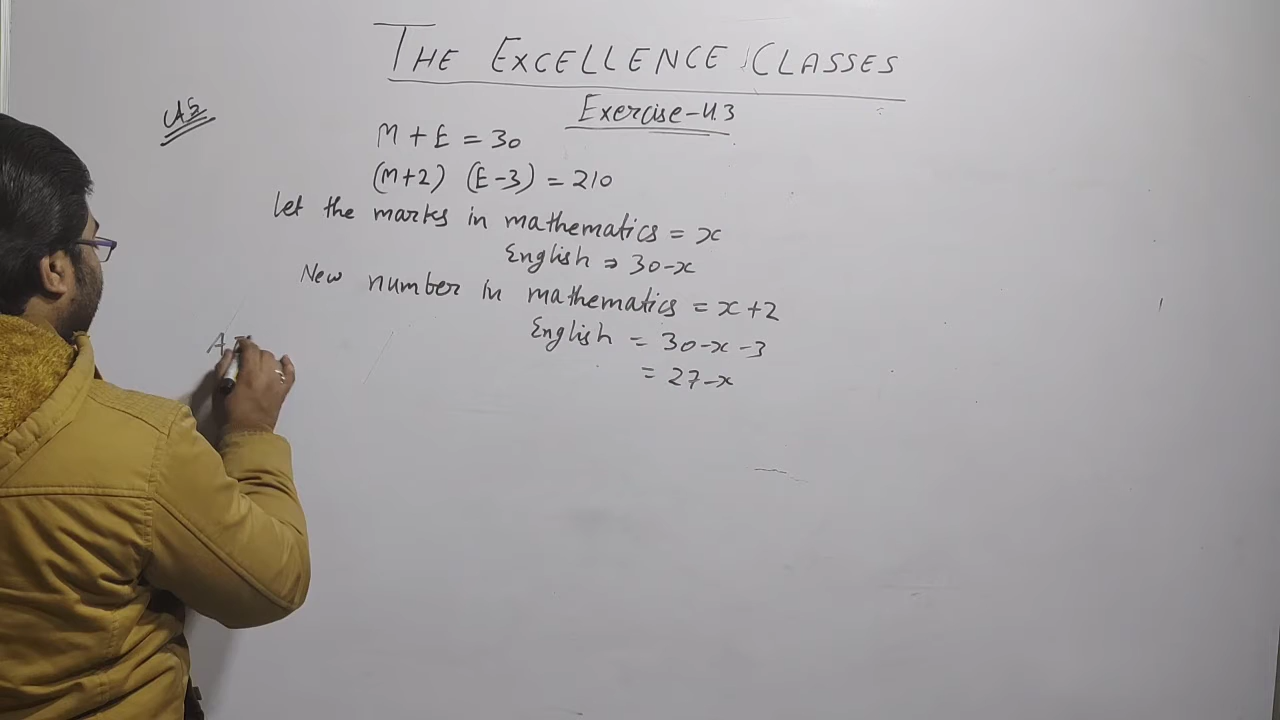 THE EXCELLENCE CLASSES
Exercise-4.3
A5
M + E = 30
(M+2) (E-3) = 210
Let the marks in mathematics = x
English ⇒ 30-x
New number in mathematics = x+2
English = 30-x-3
= 27-x